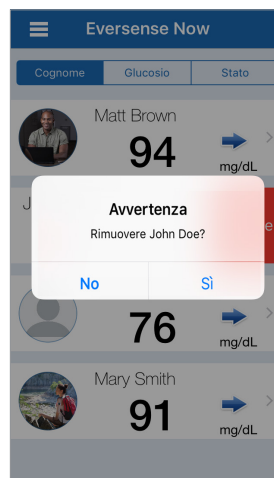 Eversense Now
Cognome Glucosio Stato
Matt Brown
94
mg/dL
J
Avvertenza
Rimuovere John Doe?
No Sì
e
76
mg/dL
Mary Smith
91
mg/dL